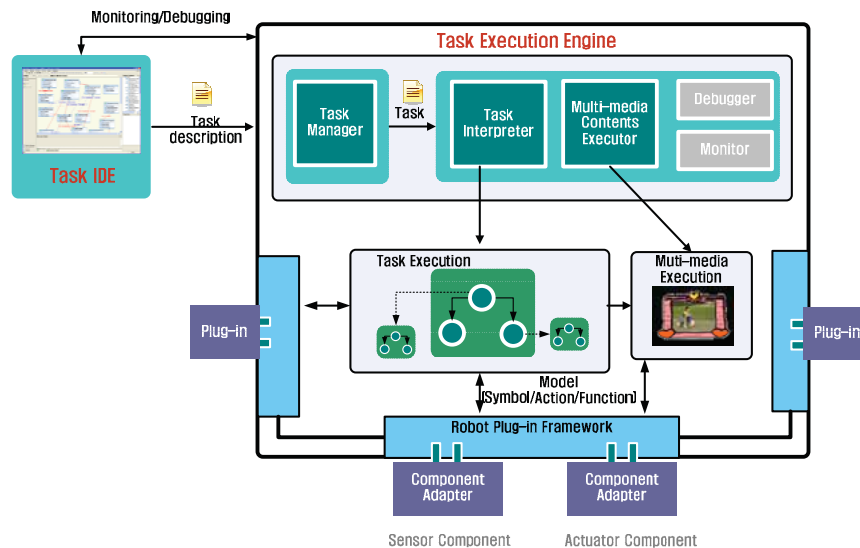 Monitoring/Debugging
Task Execution Engine
Task
description
Task IDE
Task
Manager
Task
Task
Interpreter
Multi-media
Contents
Executor
Debugger
Monitor
Task Execution
Muti-media
Execution
Plug-in
Plug-in
Model
(Symbol/Action/Function)
Robot Plug-in Framework
Component
Adapter
Component
Adapter
Sensor Component
Actuator Component